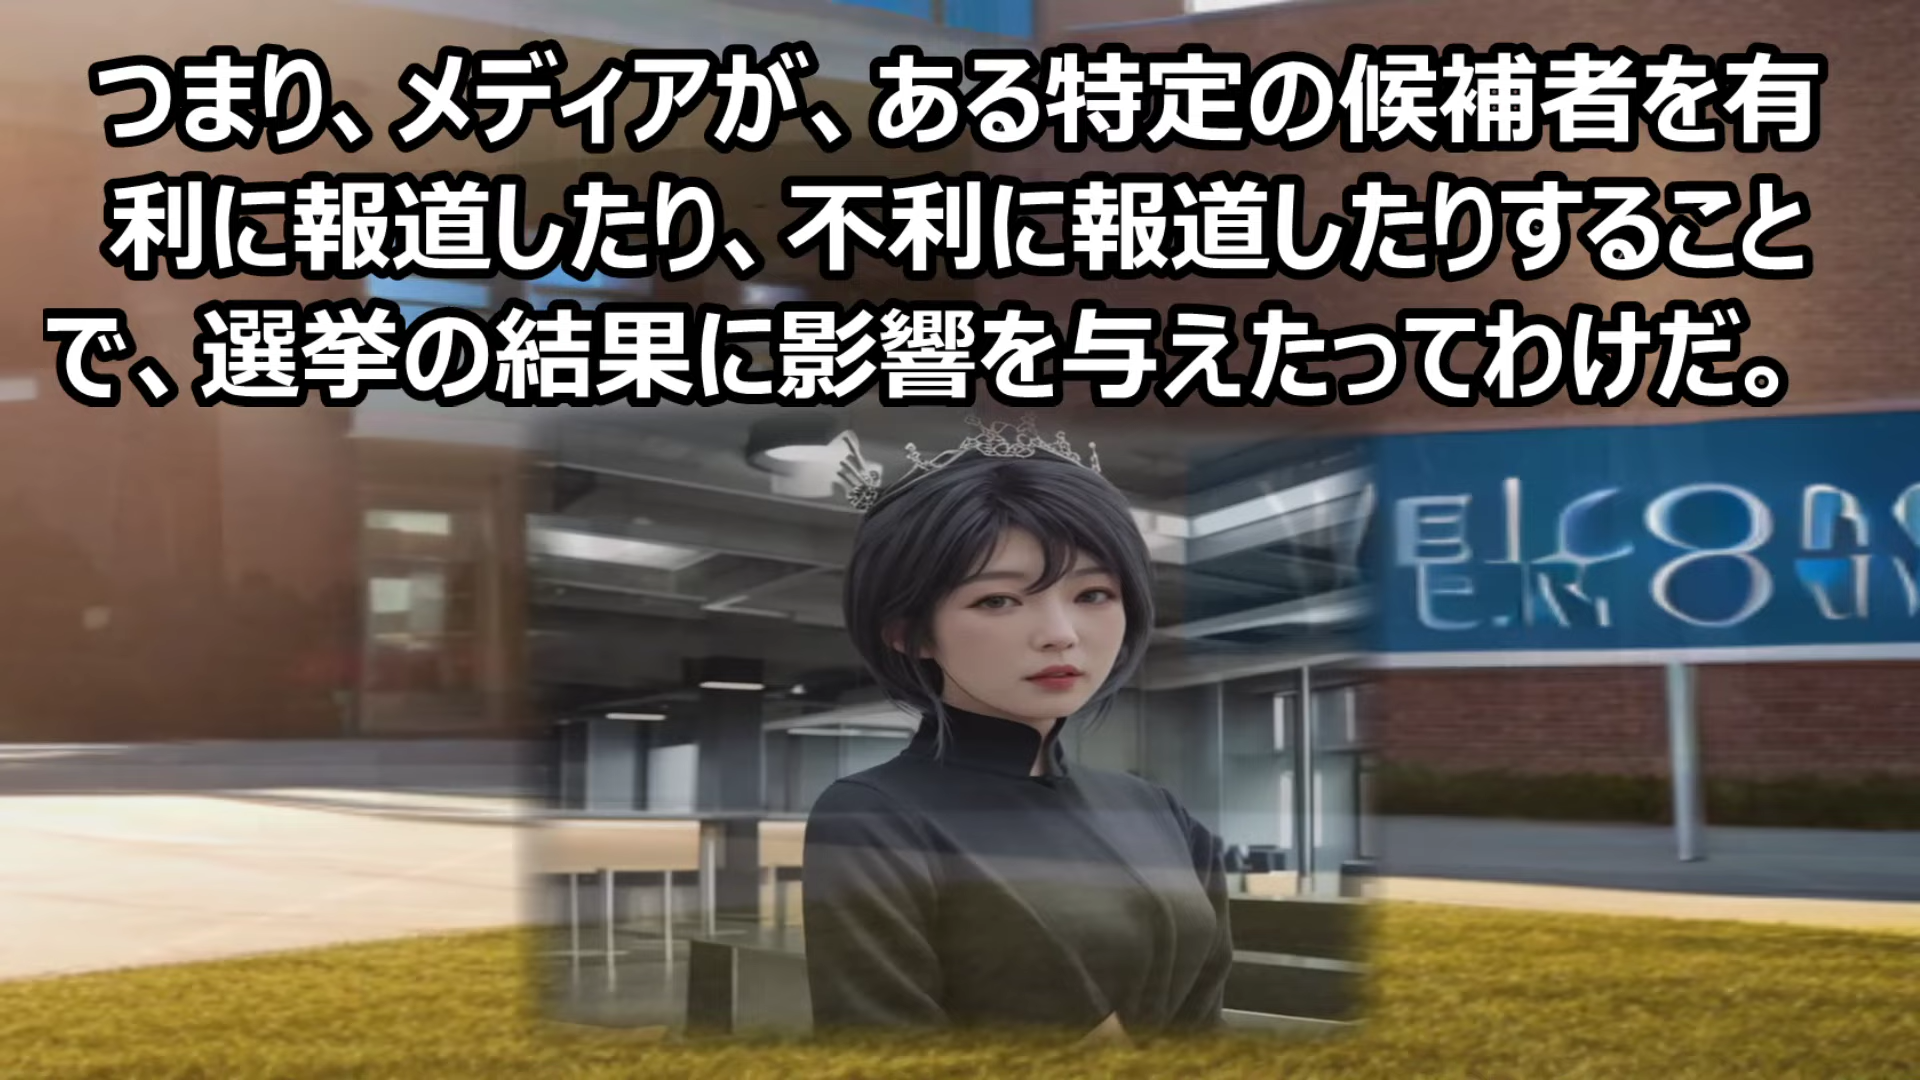 つまり、メディアが、ある特定の候補者を有
利に報道したり、不利に報道したりすること
で、選挙の結果に影響を与えたってわけだ。